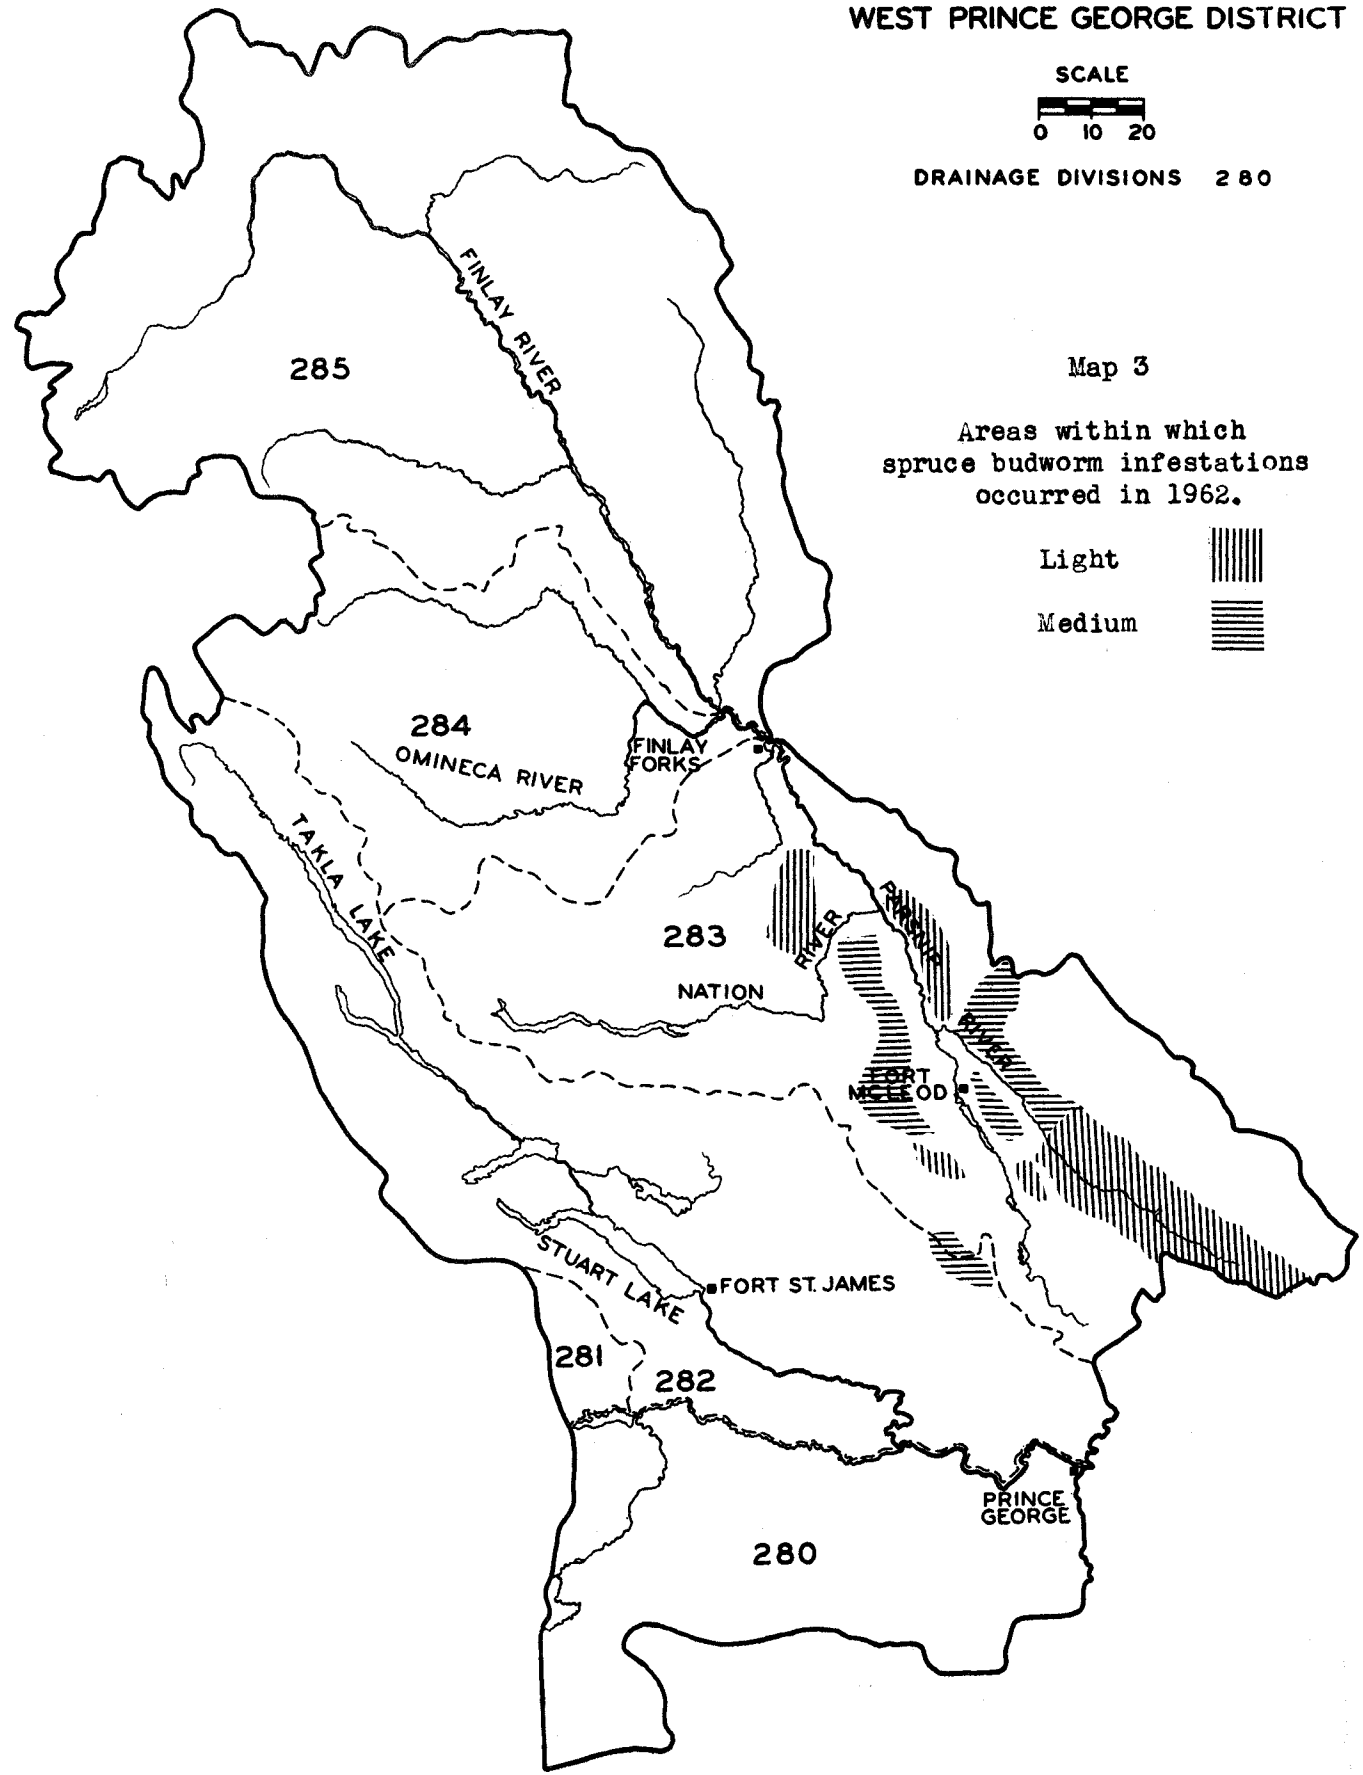 WEST PRINCE GEORGE DISTRICT
SCALE
0 10 20
DRAINAGE DIVISIONS 280
FINLAY RIVER
285
Map 3
Areas within which
spruce budworm infestations
occurred in 1962.
Light
Medium
284
OMINECA RIVER
FINLAY
FORKS
TAKLA LAKE
283
PARSNIP
RIVER
NATION
RIVER
FORT
MCLEOD
STUART LAKE
FORT ST. JAMES
281
282
PRINCE
GEORGE
280